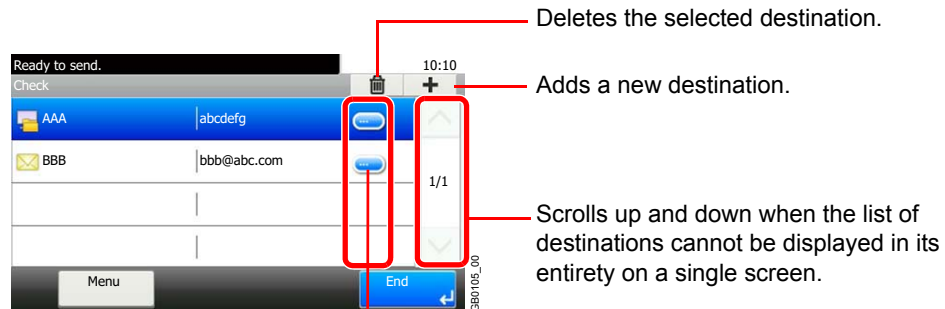 Deletes the selected destination.
Ready to send.
10:10
Check
Adds a new destination.
AAA
abcdefg
BBB
bbb@abc.com
1/1
Scrolls up and down when the list of
destinations cannot be displayed in its
entirety on a single screen.
Menu
End
GB0105_00